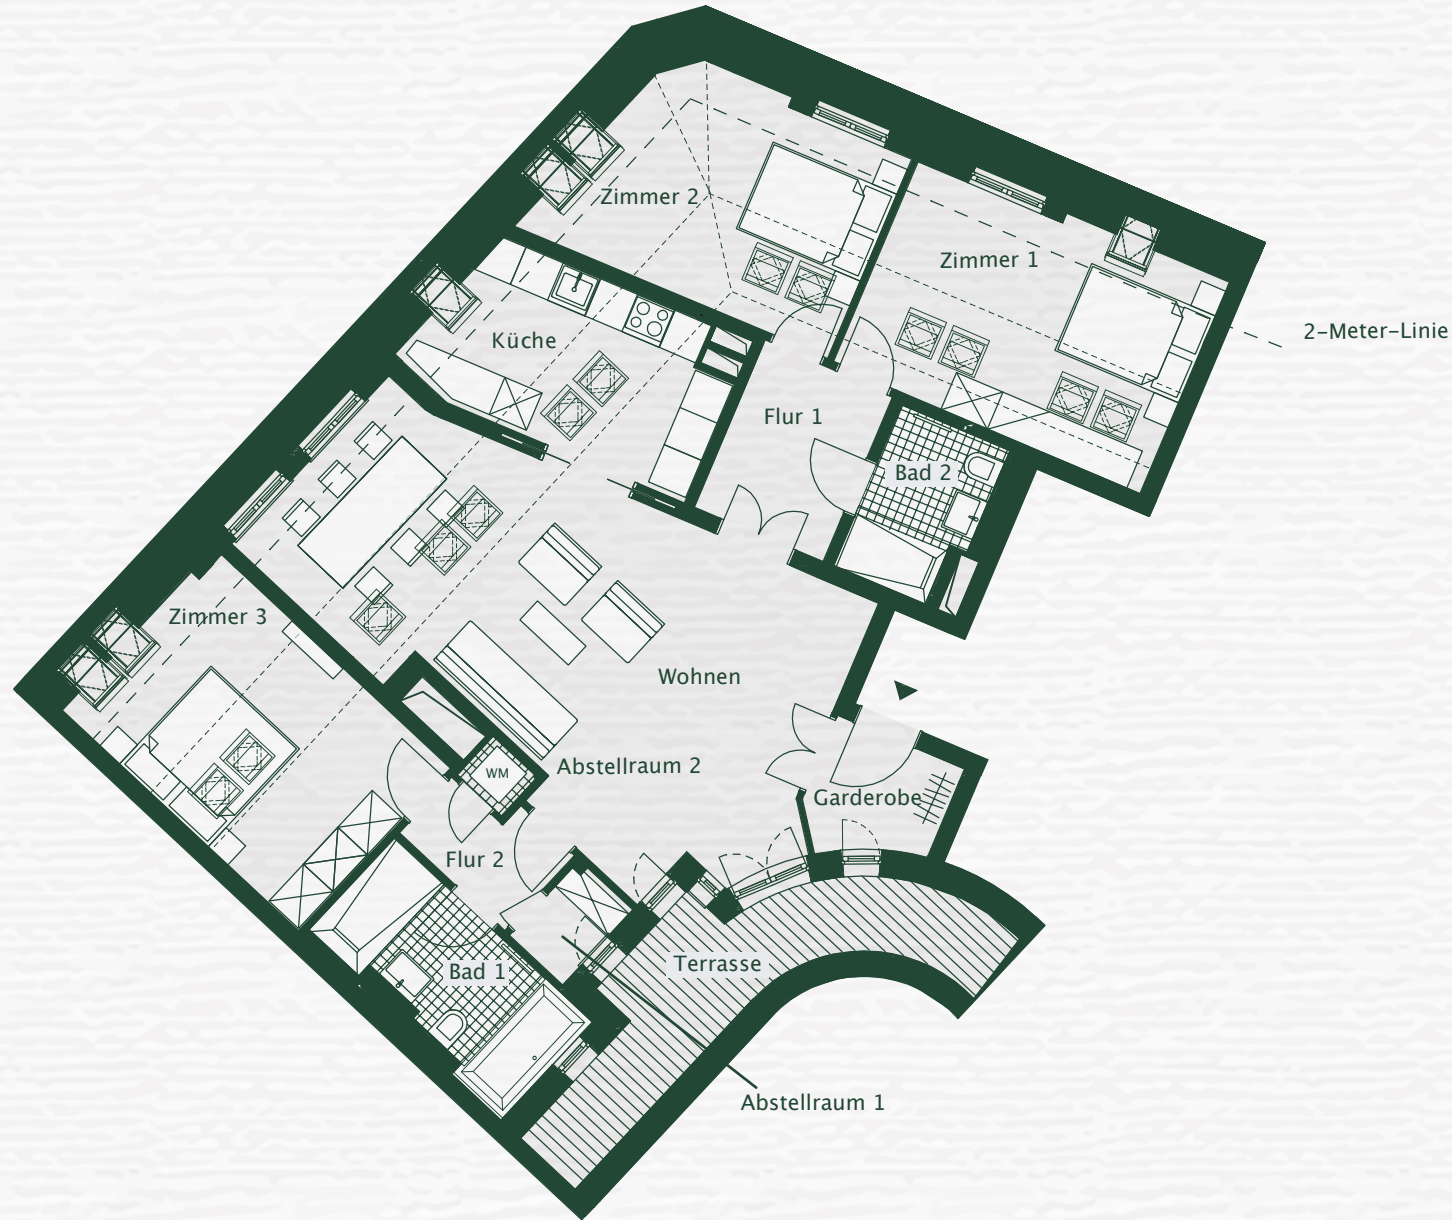 Zimmer 2
Zimmer 1
2-Meter-Linie
Küche
Flur 1
Bad 2
Zimmer 3
Wohnen
Abstellraum 2
WM
Garderobe
Flur 2
Terrasse
Bad 1
Abstellraum 1